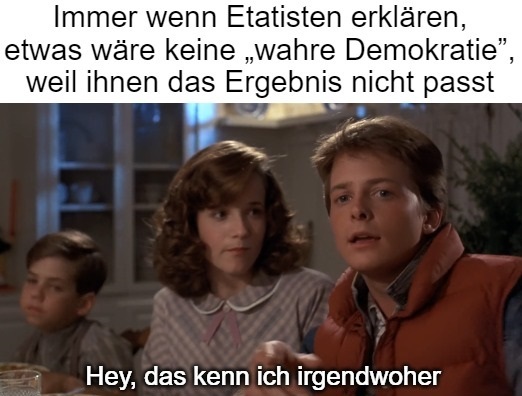 Immer wenn Etatisten erklären,
etwas wäre keine „wahre Demokratie”,
weil ihnen das Ergebnis nicht passt
Hey, das kenn ich irgendwoher